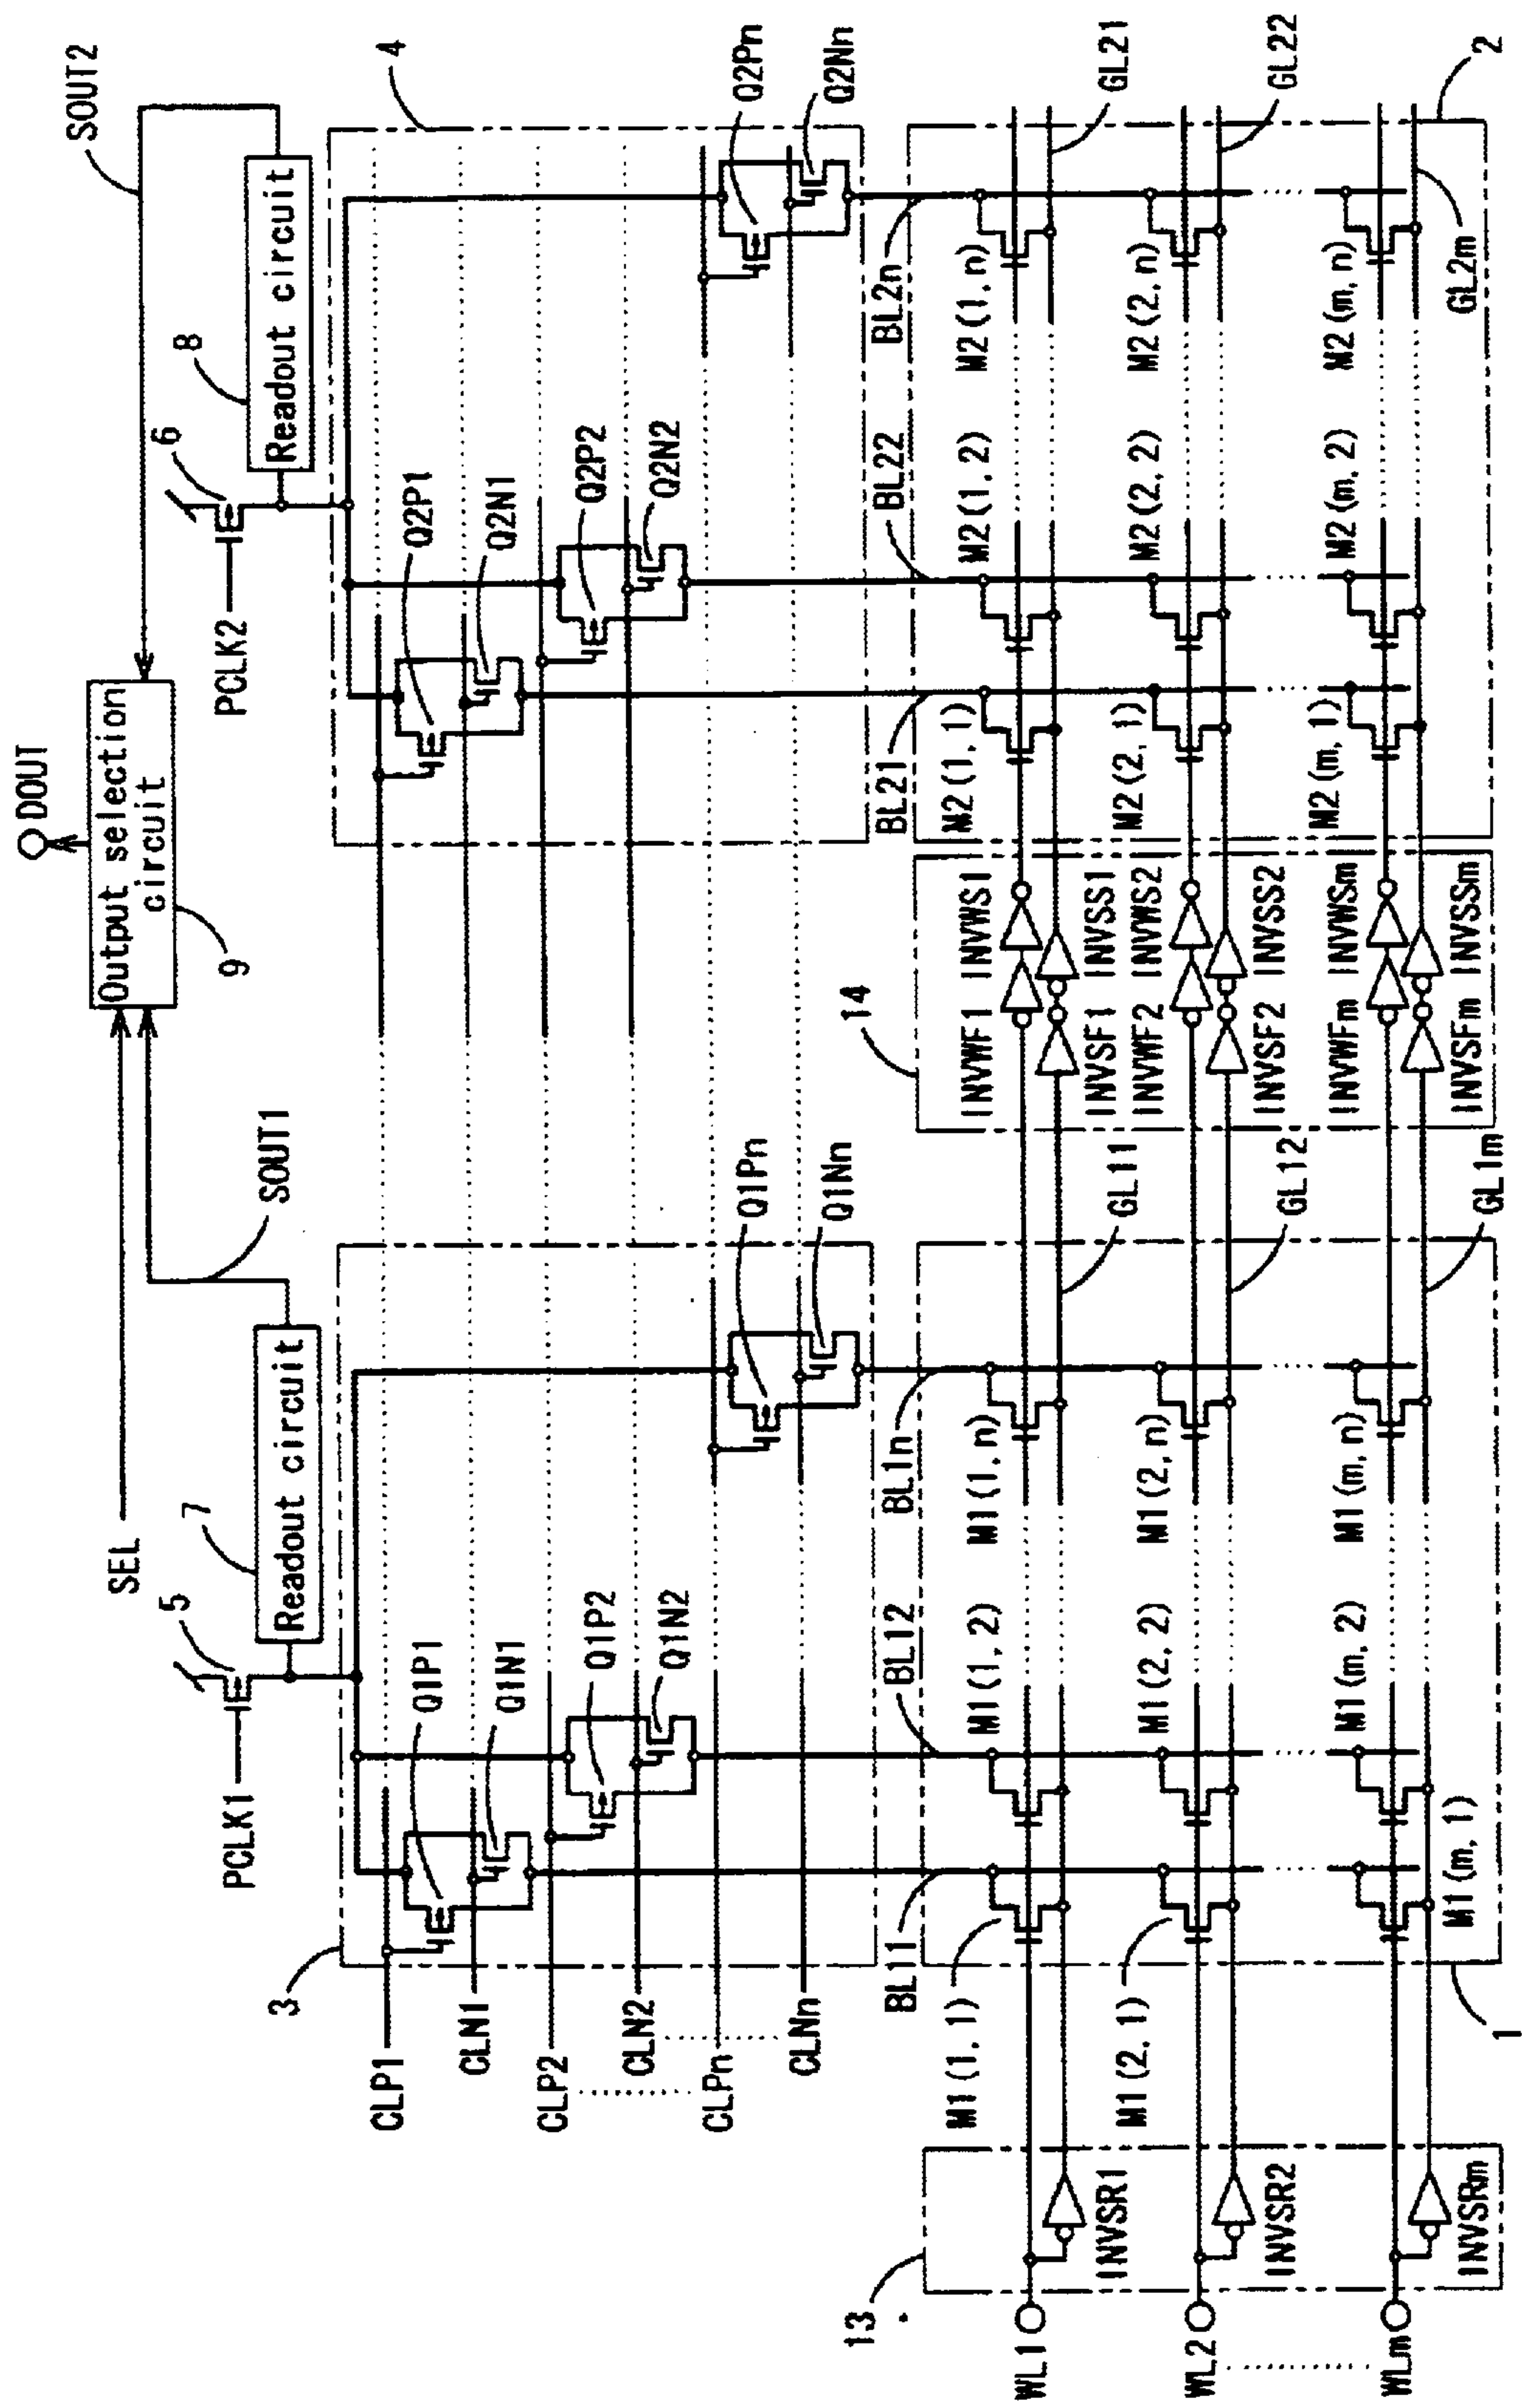 DOUT
SOUT2
Output selection
circuit
9
SEL
SOUT1
PCLK1
5
7
Readout circuit
PCLK2
6
8
Readout circuit
3
4
CLP1
CLN1
CLP2
CLN2
CLPn
CLNn
Q1P1
Q1N1
Q1P2
Q1N2
Q1Pn
Q1Nn
Q2P1
Q2N1
Q2P2
Q2N2
Q2Pn
Q2Nn
BL11
BL12
BL1n
BL21
BL22
BL2n
13
14
WL1
INVSR1
M1(1,1)
M1(1,2)
M1(1,n)
GL11
INVWF1
INVWS1
INVSF1
INVSS1
M2(1,1)
M2(1,2)
M2(1,n)
GL21
WL2
INVSR2
M1(2,1)
M1(2,2)
M1(2,n)
GL12
INVWF2
INVWS2
INVSF2
INVSS2
M2(2,1)
M2(2,2)
M2(2,n)
GL22
WLm
INVSRm
M1(m,1)
M1(m,2)
M1(m,n)
GL1m
INVWFm
INVWSm
INVSFm
INVSSm
M2(m,1)
M2(m,2)
M2(m,n)
GL2m
1
2